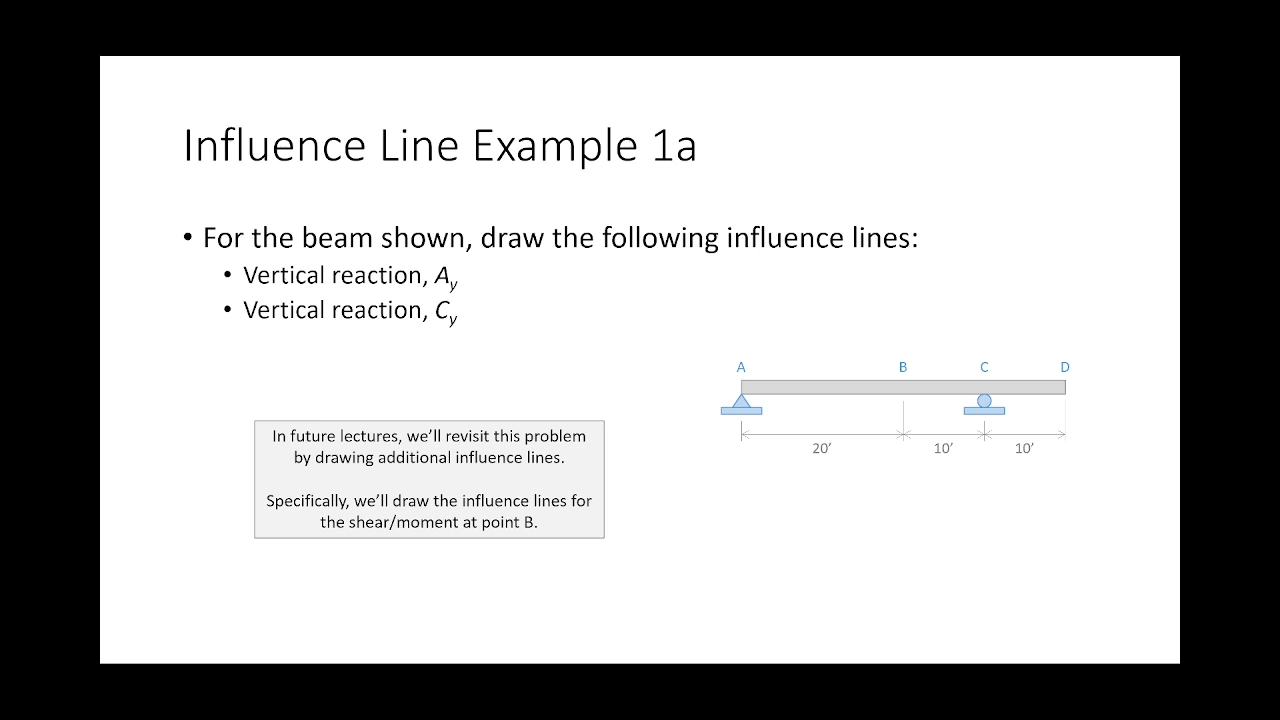 Influence Line Example 1a
• For the beam shown, draw the following influence lines:
• Vertical reaction, Ay
• Vertical reaction, Cy
A B C D
20’ 10’ 10’
In future lectures, we’ll revisit this problem
by drawing additional influence lines.
Specifically, we’ll draw the influence lines for
the shear/moment at point B.